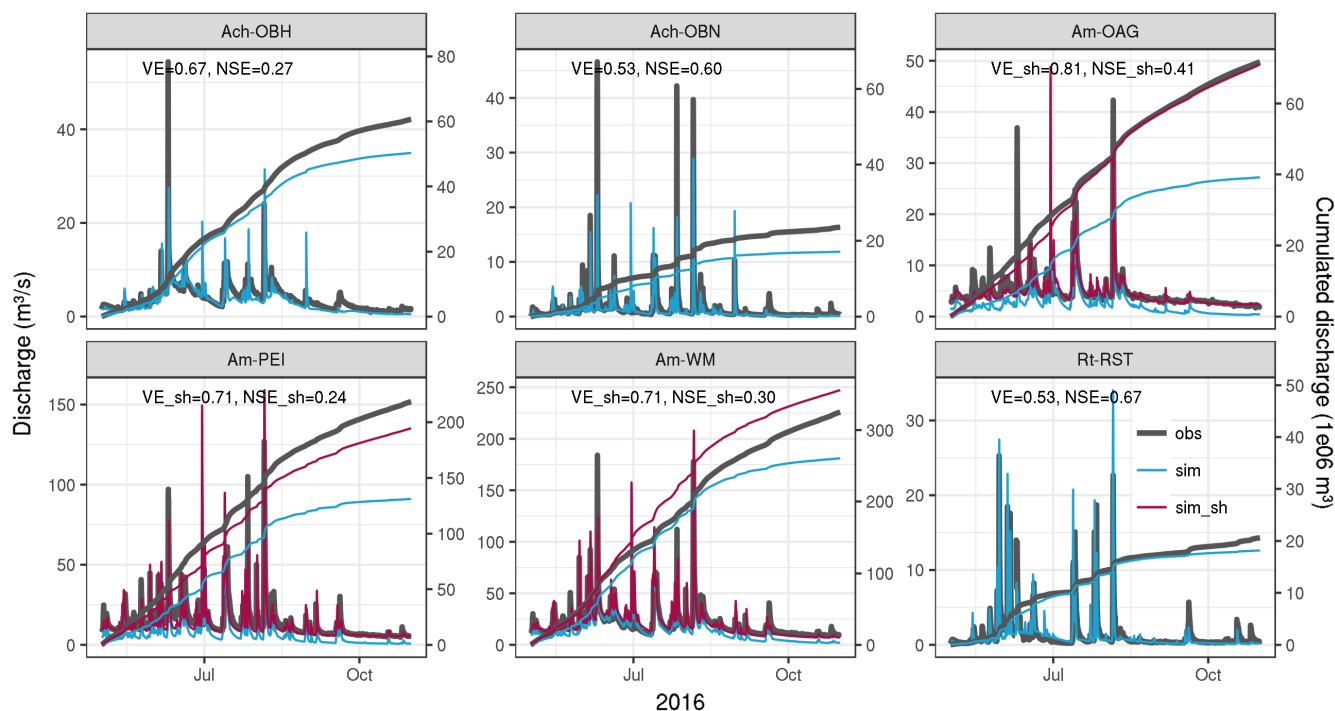 Ach-OBH
Ach-OBN
Am-OAG
VE=0.67, NSE=0.27
VE=0.53, NSE=0.60
VE_sh=0.81, NSE_sh=0.41
0
20
40
0
20
40
60
80
0
10
20
30
40
0
20
40
60
0
10
20
30
40
50
0
20
40
60
Am-PEI
Am-WM
Rt-RST
VE_sh=0.71, NSE_sh=0.24
VE_sh=0.71, NSE_sh=0.30
VE=0.53, NSE=0.67
0
50
100
150
0
50
100
150
200
0
50
100
150
200
250
0
100
200
300
0
10
20
30
0
10
20
30
40
50
obs
sim
sim_sh
Jul
Oct
Jul
Oct
Jul
Oct
2016
Discharge (m³/s)
Cumulated discharge (1e06 m³)